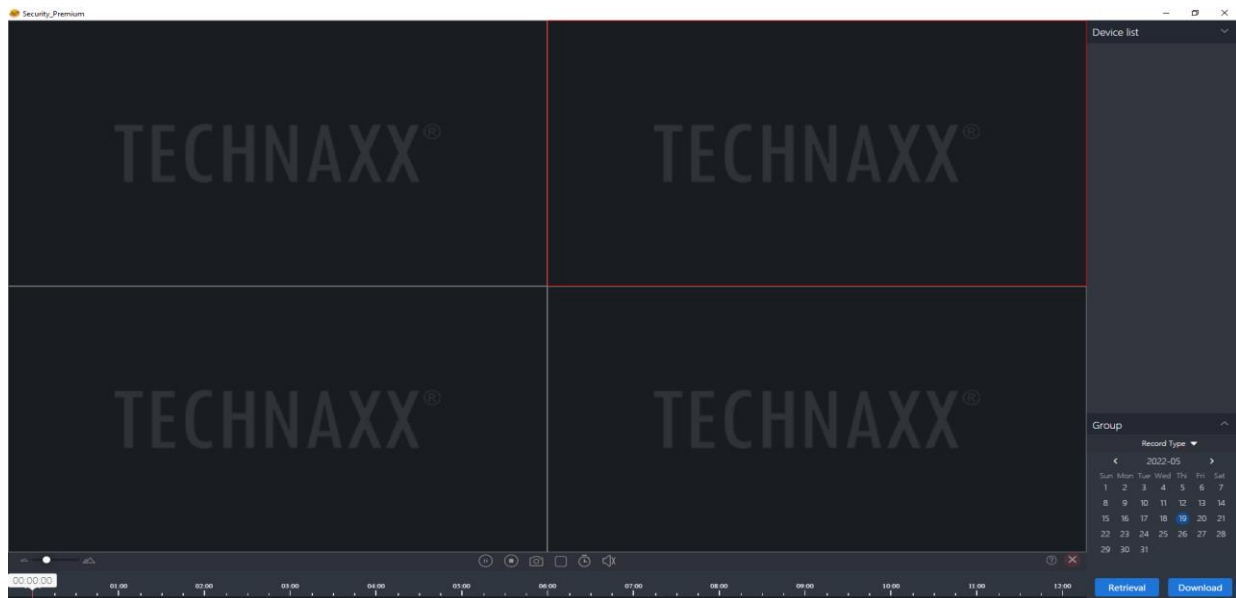 Security_Premium
Device list
TECHNAXX®
TECHNAXX®
TECHNAXX®
TECHNAXX®
Group
Record Type
2022-05
Sun Mon Tue Wed Thi Fri Sat
1 2 3 4 5 6 7
8 9 10 11 12 13 14
15 16 17 18 19 20 21
22 23 24 25 26 27 28
29 30 31
00:00:00 01:00 02:00 03:00 04:00 05:00 06:00 07:00 08:00 09:00 10:00 11:00 12:00
Retrieval Download